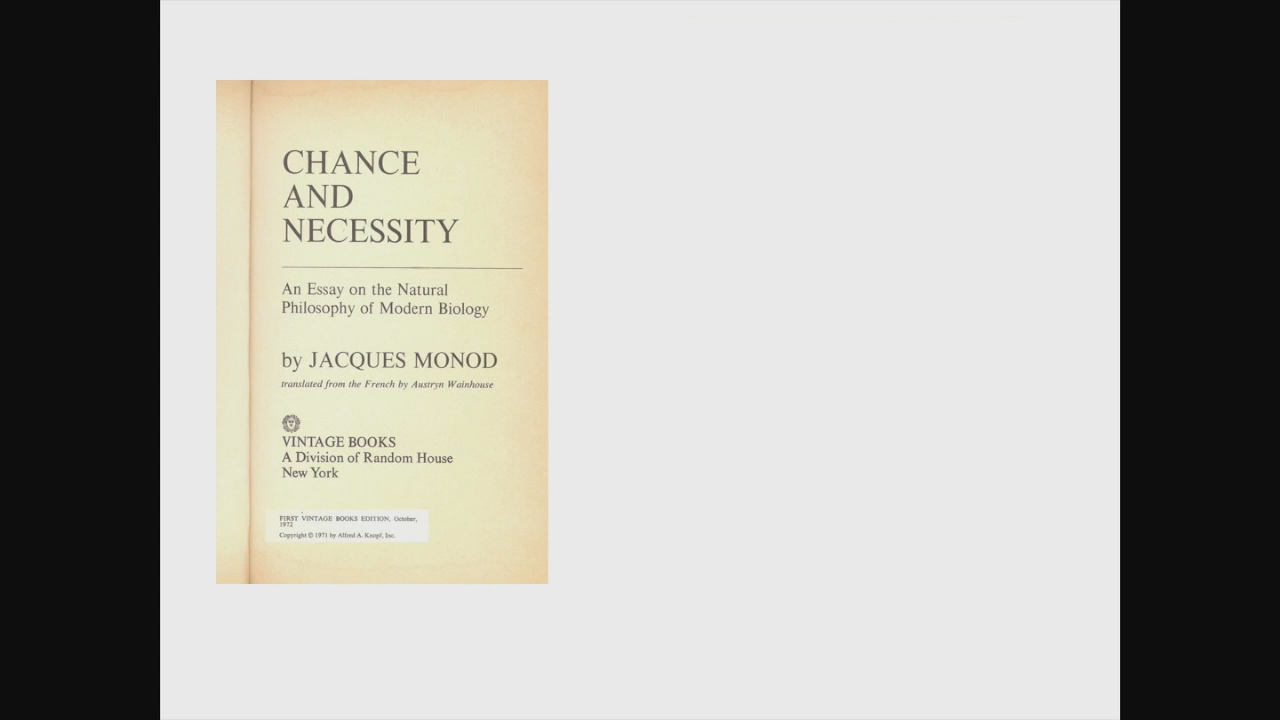 CHANCE
AND
NECESSITY
An Essay on the Natural
Philosophy of Modern Biology
by JACQUES MONOD
translated from the French by Austryn Wainhouse
VINTAGE BOOKS
A Division of Random House
New York
FIRST VINTAGE BOOKS EDITION, October,
1972
Copyright © 1971 by Alfred A. Knopf, Inc.